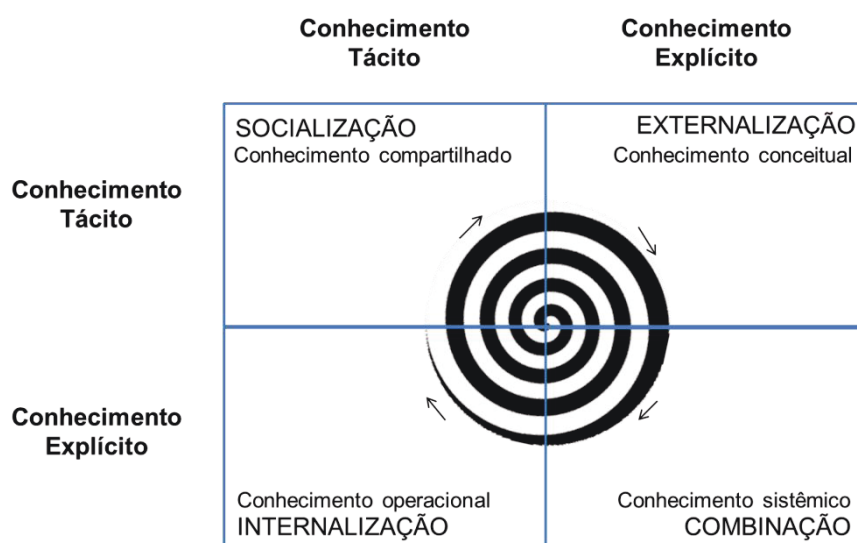 Conhecimento
Tácito
Conhecimento
Explícito
SOCIALIZAÇÃO
Conhecimento compartilhado
EXTERNALIZAÇÃO
Conhecimento conceitual
Conhecimento
Tácito
Conhecimento
Explícito
Conhecimento operacional
INTERNALIZAÇÃO
Conhecimento sistêmico
COMBINAÇÃO